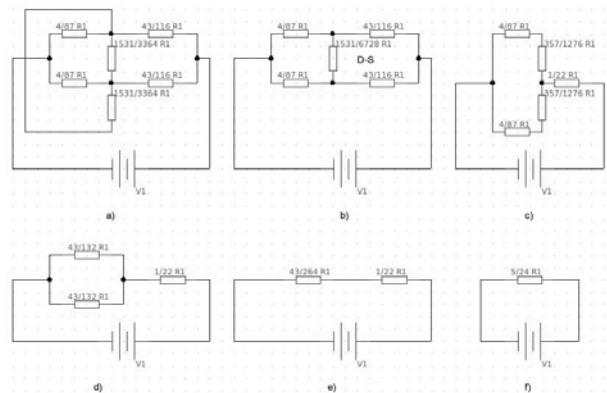 4/87 R1 43/116 R1
1531/3364 R1
4/87 R1 43/116 R1
1531/3364 R1
V1
a)
4/87 R1 43/116 R1
1531/6728 R1
D-S
4/87 R1 43/116 R1
V1
b)
4/87 R1
357/1276 R1
1/22 R1
357/1276 R1
4/87 R1
V1
c)
43/132 R1
1/22 R1
43/132 R1
V1
d)
43/264 R1 1/22 R1
V1
e)
5/24 R1
V1
f)